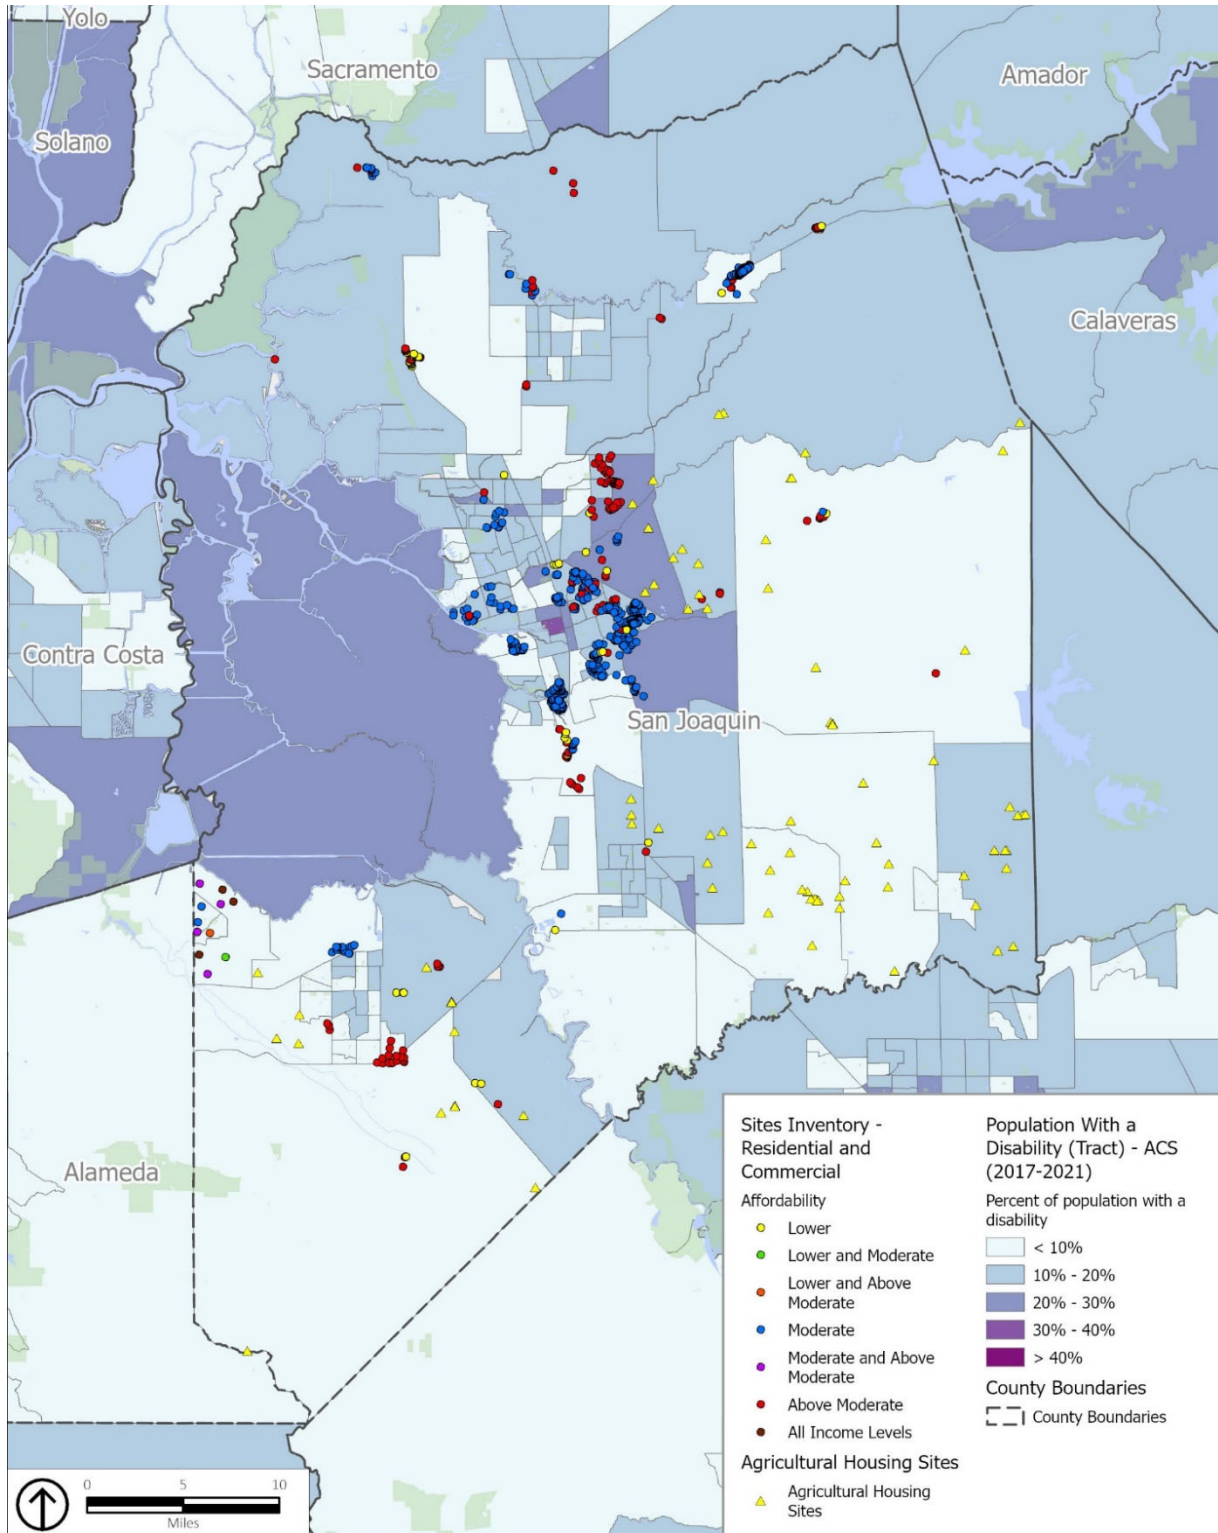 Yolo
Sacramento
Amador
Solano
Calaveras
Contra Costa
San Joaquin
Alameda
Sites Inventory -
Residential and
Commercial
Affordability
Lower
Lower and Moderate
Lower and Above
Moderate
Moderate
Moderate and Above
Moderate
Above Moderate
All Income Levels
Agricultural Housing Sites
Agricultural Housing
Sites
Population With a
Disability (Tract) - ACS
(2017-2021)
Percent of population with a
disability
< 10%
10% - 20%
20% - 30%
30% - 40%
> 40%
County Boundaries
County Boundaries
0 5 10
Miles